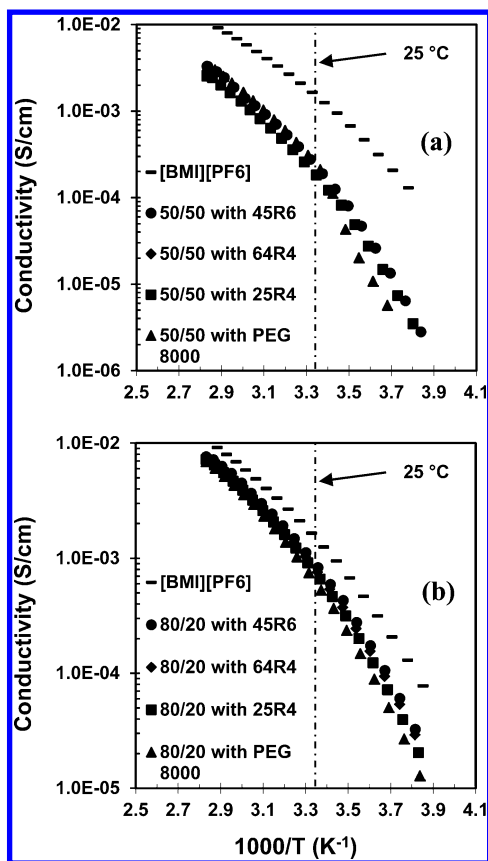 1.0E-02
25 °C
1.0E-03
(a)
[BMI][PF6]
1.0E-04
50/50 with 45R6
50/50 with 64R4
1.0E-05
50/50 with 25R4
50/50 with PEG
8000
1.0E-06
Conductivity (S/cm)
2.5 2.9 3.1 3.3 3.5 3.7 4.1
1.0E-02
25 °C
1.0E-03
[BMI][PF6]
(b)
80/20 with 45R6
1.0E-04
80/20 with 64R4
80/20 with 25R4
80/20 with PEG
8000
1.0E-05
Conductivity (S/cm)
2.5 2.7 2.9 3.1 3.3 3.5 3.7 3.9 4.1
1000/T (K⁻¹)